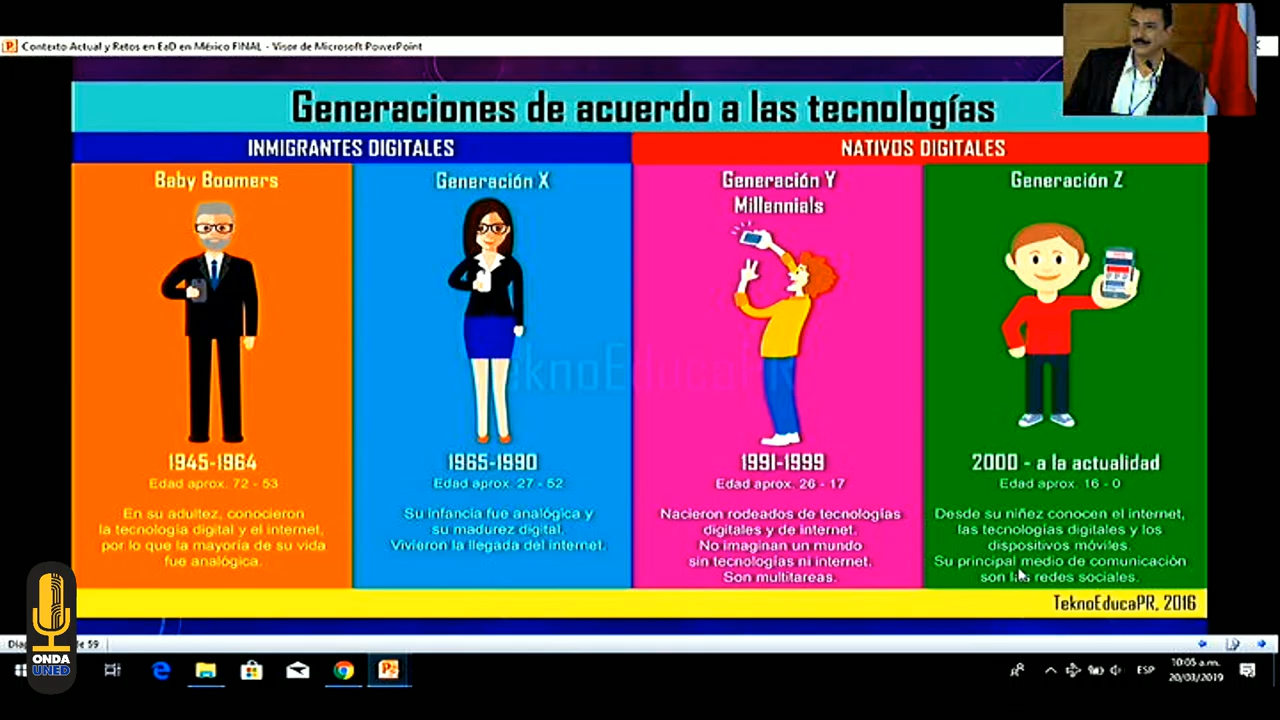 Contexto Actual y Retos en EaD en México FINAL - Visor de Microsoft PowerPoint
Generaciones de acuerdo a las tecnologías
INMIGRANTES DIGITALES
NATIVOS DIGITALES
Baby Boomers
1945-1964
Edad aprox. 72 - 53
En su adultez, conocieron
la tecnología digital y el internet,
por lo que la mayoría de su vida
fue analógica.
Generación X
1965-1990
Edad aprox. 27 - 52
Su infancia fue analógica y
su madurez digital.
Vivieron la llegada del internet.
Generación Y
Millennials
1991-1999
Edad aprox. 26 - 17
Nacieron rodeados de tecnologías
digitales y de internet.
No imaginan un mundo
sin tecnologías ni internet.
Son multitareas.
Generación Z
2000 - a la actualidad
Edad aprox. 16 - 0
Desde su niñez conocen el internet,
las tecnologías digitales y los
dispositivos móviles.
Su principal medio de comunicación
son las redes sociales.
TeknoEducaPR
TeknoEducaPR, 2016
de 59
ONDA
UNED
ESP
10:05 a.m.
20/03/2019